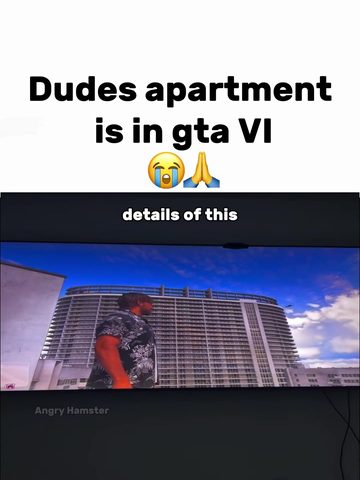 Dudes apartment
is in gta VI
😭🙏
details of this
Angry Hamster